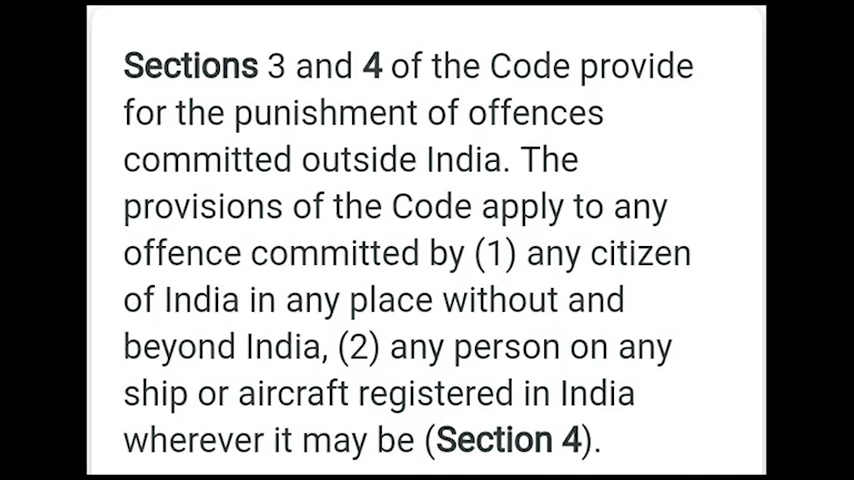 Sections 3 and 4 of the Code provide
for the punishment of offences
committed outside India. The
provisions of the Code apply to any
offence committed by (1) any citizen
of India in any place without and
beyond India, (2) any person on any
ship or aircraft registered in India
wherever it may be (Section 4).